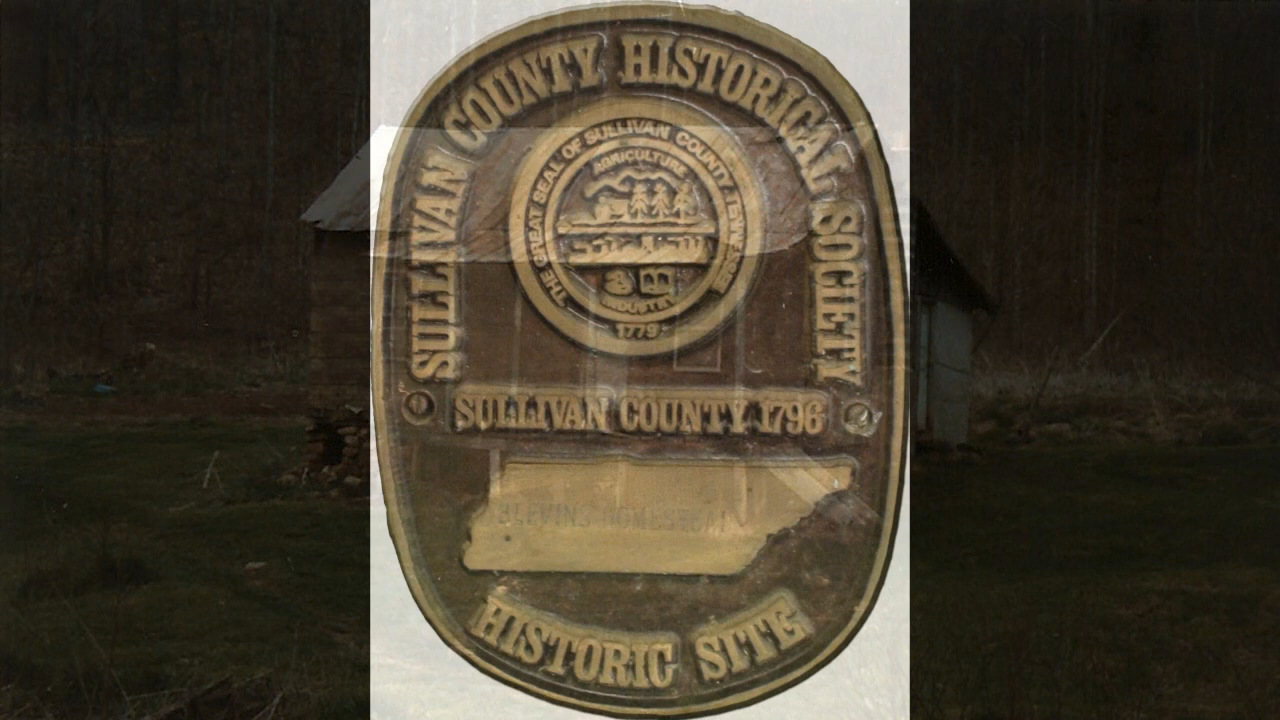 SULLIVAN COUNTY HISTORICAL SOCIETY
THE GREAT SEAL OF SULLIVAN COUNTY, TENNESSEE
AGRICULTURE
INDUSTRY
1779
SULLIVAN COUNTY 1796
BLEVINS HOMESTEAD
HISTORIC SITE